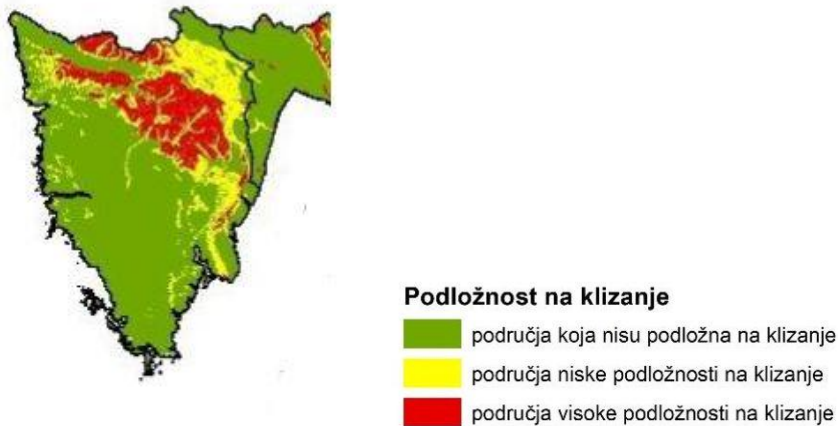 Podložnost na klizanje
područja koja nisu podložna na klizanje
područja niske podložnosti na klizanje
područja visoke podložnosti na klizanje